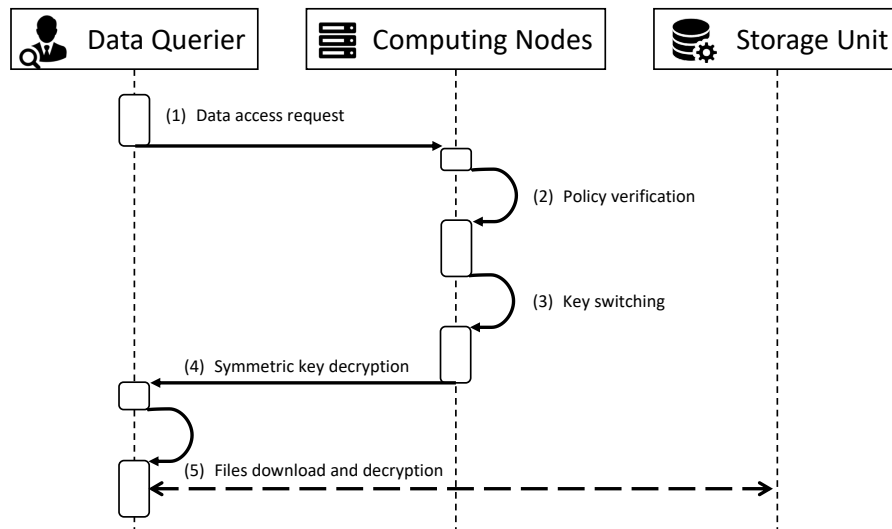 Data Querier
Computing Nodes
Storage Unit
(1) Data access request
(2) Policy verification
(3) Key switching
(4) Symmetric key decryption
(5) Files download and decryption